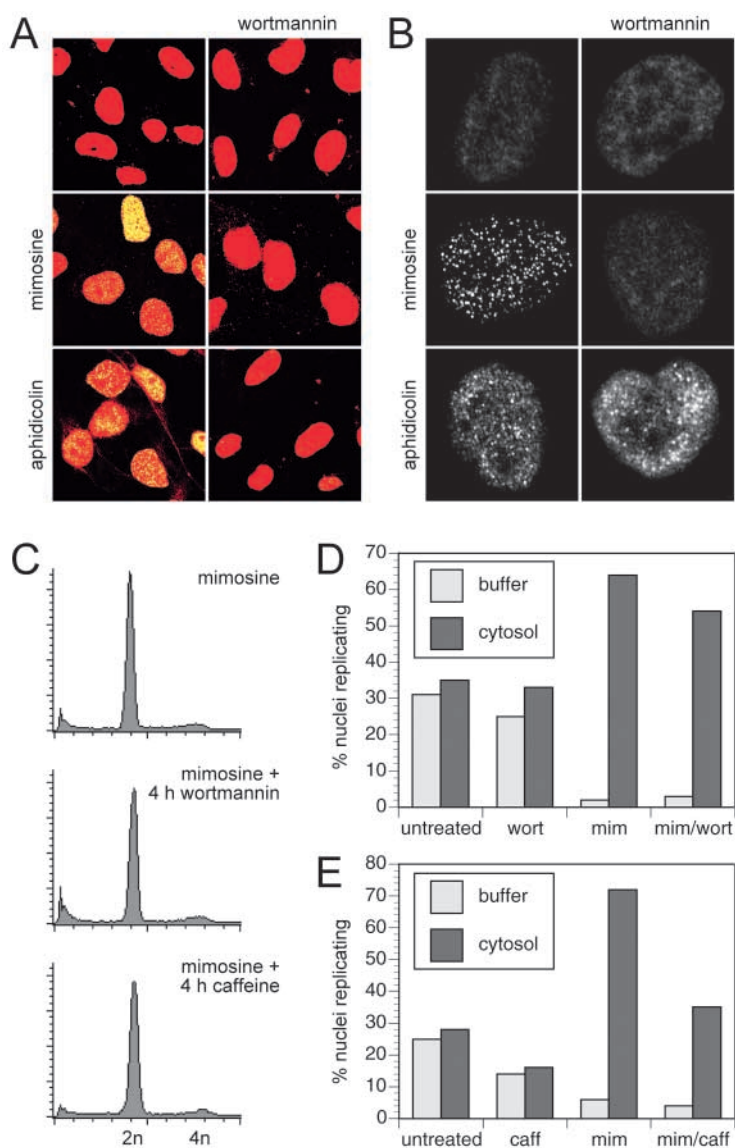 wortmannin
wortmannin
A
B
mimosine
aphidicolin
mimosine
aphidicolin
C
mimosine
mimosine +
4 h wortmannin
mimosine +
4 h caffeine
2n 4n
D
70
60
50
40
30
20
10
0
% nuclei replicating
buffer
cytosol
untreated wort mim mim/wort
E
80
70
60
50
40
30
20
10
0
% nuclei replicating
buffer
cytosol
untreated caff mim mim/caff